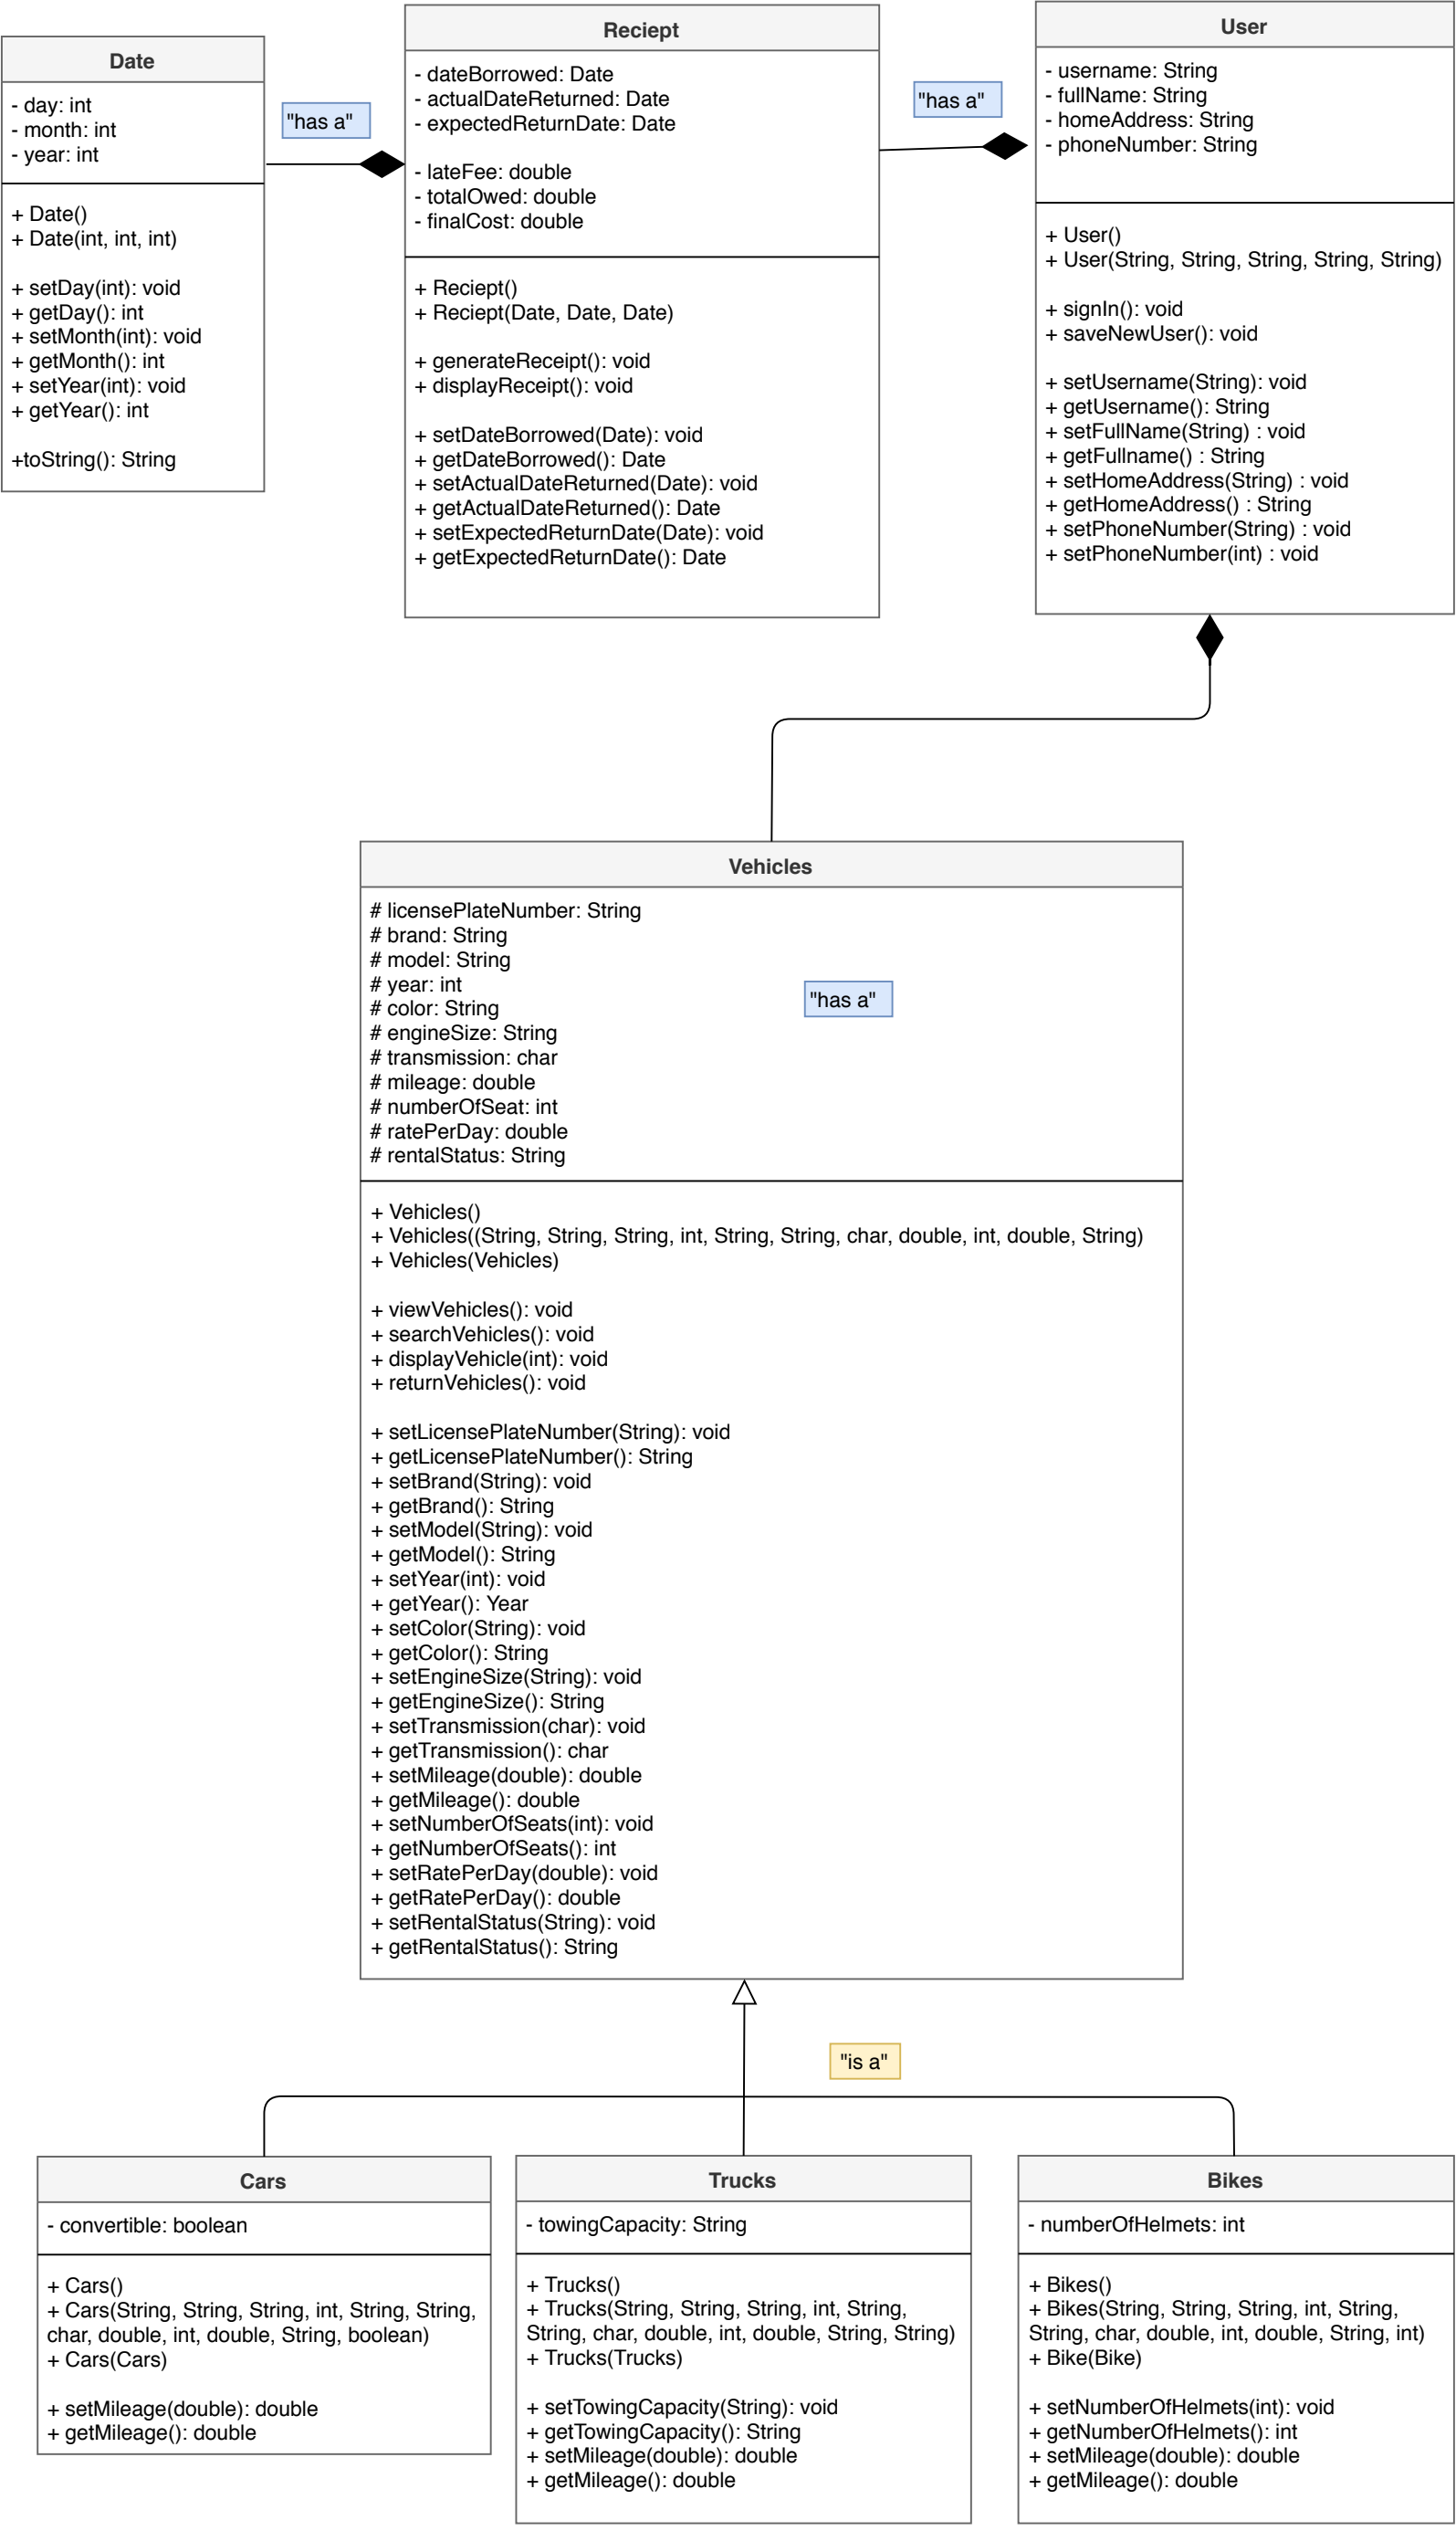 Date
- day: int
- month: int
- year: int
+ Date()
+ Date(int, int, int)
+ setDay(int): void
+ getDay(): int
+ setMonth(int): void
+ getMonth(): int
+ setYear(int): void
+ getYear(): int
+toString(): String
"has a"
Reciept
- dateBorrowed: Date
- actualDateReturned: Date
- expectedReturnDate: Date
- lateFee: double
- totalOwed: double
- finalCost: double
+ Reciept()
+ Reciept(Date, Date, Date)
+ generateReceipt(): void
+ displayReceipt(): void
+ setDateBorrowed(Date): void
+ getDateBorrowed(): Date
+ setActualDateReturned(Date): void
+ getActualDateReturned(): Date
+ setExpectedReturnDate(Date): void
+ getExpectedReturnDate(): Date
"has a"
User
- username: String
- fullName: String
- homeAddress: String
- phoneNumber: String
+ User()
+ User(String, String, String, String, String)
+ signIn(): void
+ saveNewUser(): void
+ setUsername(String): void
+ getUsername(): String
+ setFullName(String) : void
+ getFullname() : String
+ setHomeAddress(String) : void
+ getHomeAddress() : String
+ setPhoneNumber(String) : void
+ setPhoneNumber(int) : void
Vehicles
# licensePlateNumber: String
# brand: String
# model: String
# year: int
# color: String
# engineSize: String
# transmission: char
# mileage: double
# numberOfSeat: int
# ratePerDay: double
# rentalStatus: String
"has a"
+ Vehicles()
+ Vehicles((String, String, String, int, String, String, char, double, int, double, String)
+ Vehicles(Vehicles)
+ viewVehicles(): void
+ searchVehicles(): void
+ displayVehicle(int): void
+ returnVehicles(): void
+ setLicensePlateNumber(String): void
+ getLicensePlateNumber(): String
+ setBrand(String): void
+ getBrand(): String
+ setModel(String): void
+ getModel(): String
+ setYear(int): void
+ getYear(): Year
+ setColor(String): void
+ getColor(): String
+ setEngineSize(String): void
+ getEngineSize(): String
+ setTransmission(char): void
+ getTransmission(): char
+ setMileage(double): double
+ getMileage(): double
+ setNumberOfSeats(int): void
+ getNumberOfSeats(): int
+ setRatePerDay(double): void
+ getRatePerDay(): double
+ setRentalStatus(String): void
+ getRentalStatus(): String
"is a"
Cars
- convertible: boolean
+ Cars()
+ Cars(String, String, String, int, String, String,
char, double, int, double, String, boolean)
+ Cars(Cars)
+ setMileage(double): double
+ getMileage(): double
Trucks
- towingCapacity: String
+ Trucks()
+ Trucks(String, String, String, int, String,
String, char, double, int, double, String, String)
+ Trucks(Trucks)
+ setTowingCapacity(String): void
+ getTowingCapacity(): String
+ setMileage(double): double
+ getMileage(): double
Bikes
- numberOfHelmets: int
+ Bikes()
+ Bikes(String, String, String, int, String,
String, char, double, int, double, String, int)
+ Bike(Bike)
+ setNumberOfHelmets(int): void
+ getNumberOfHelmets(): int
+ setMileage(double): double
+ getMileage(): double